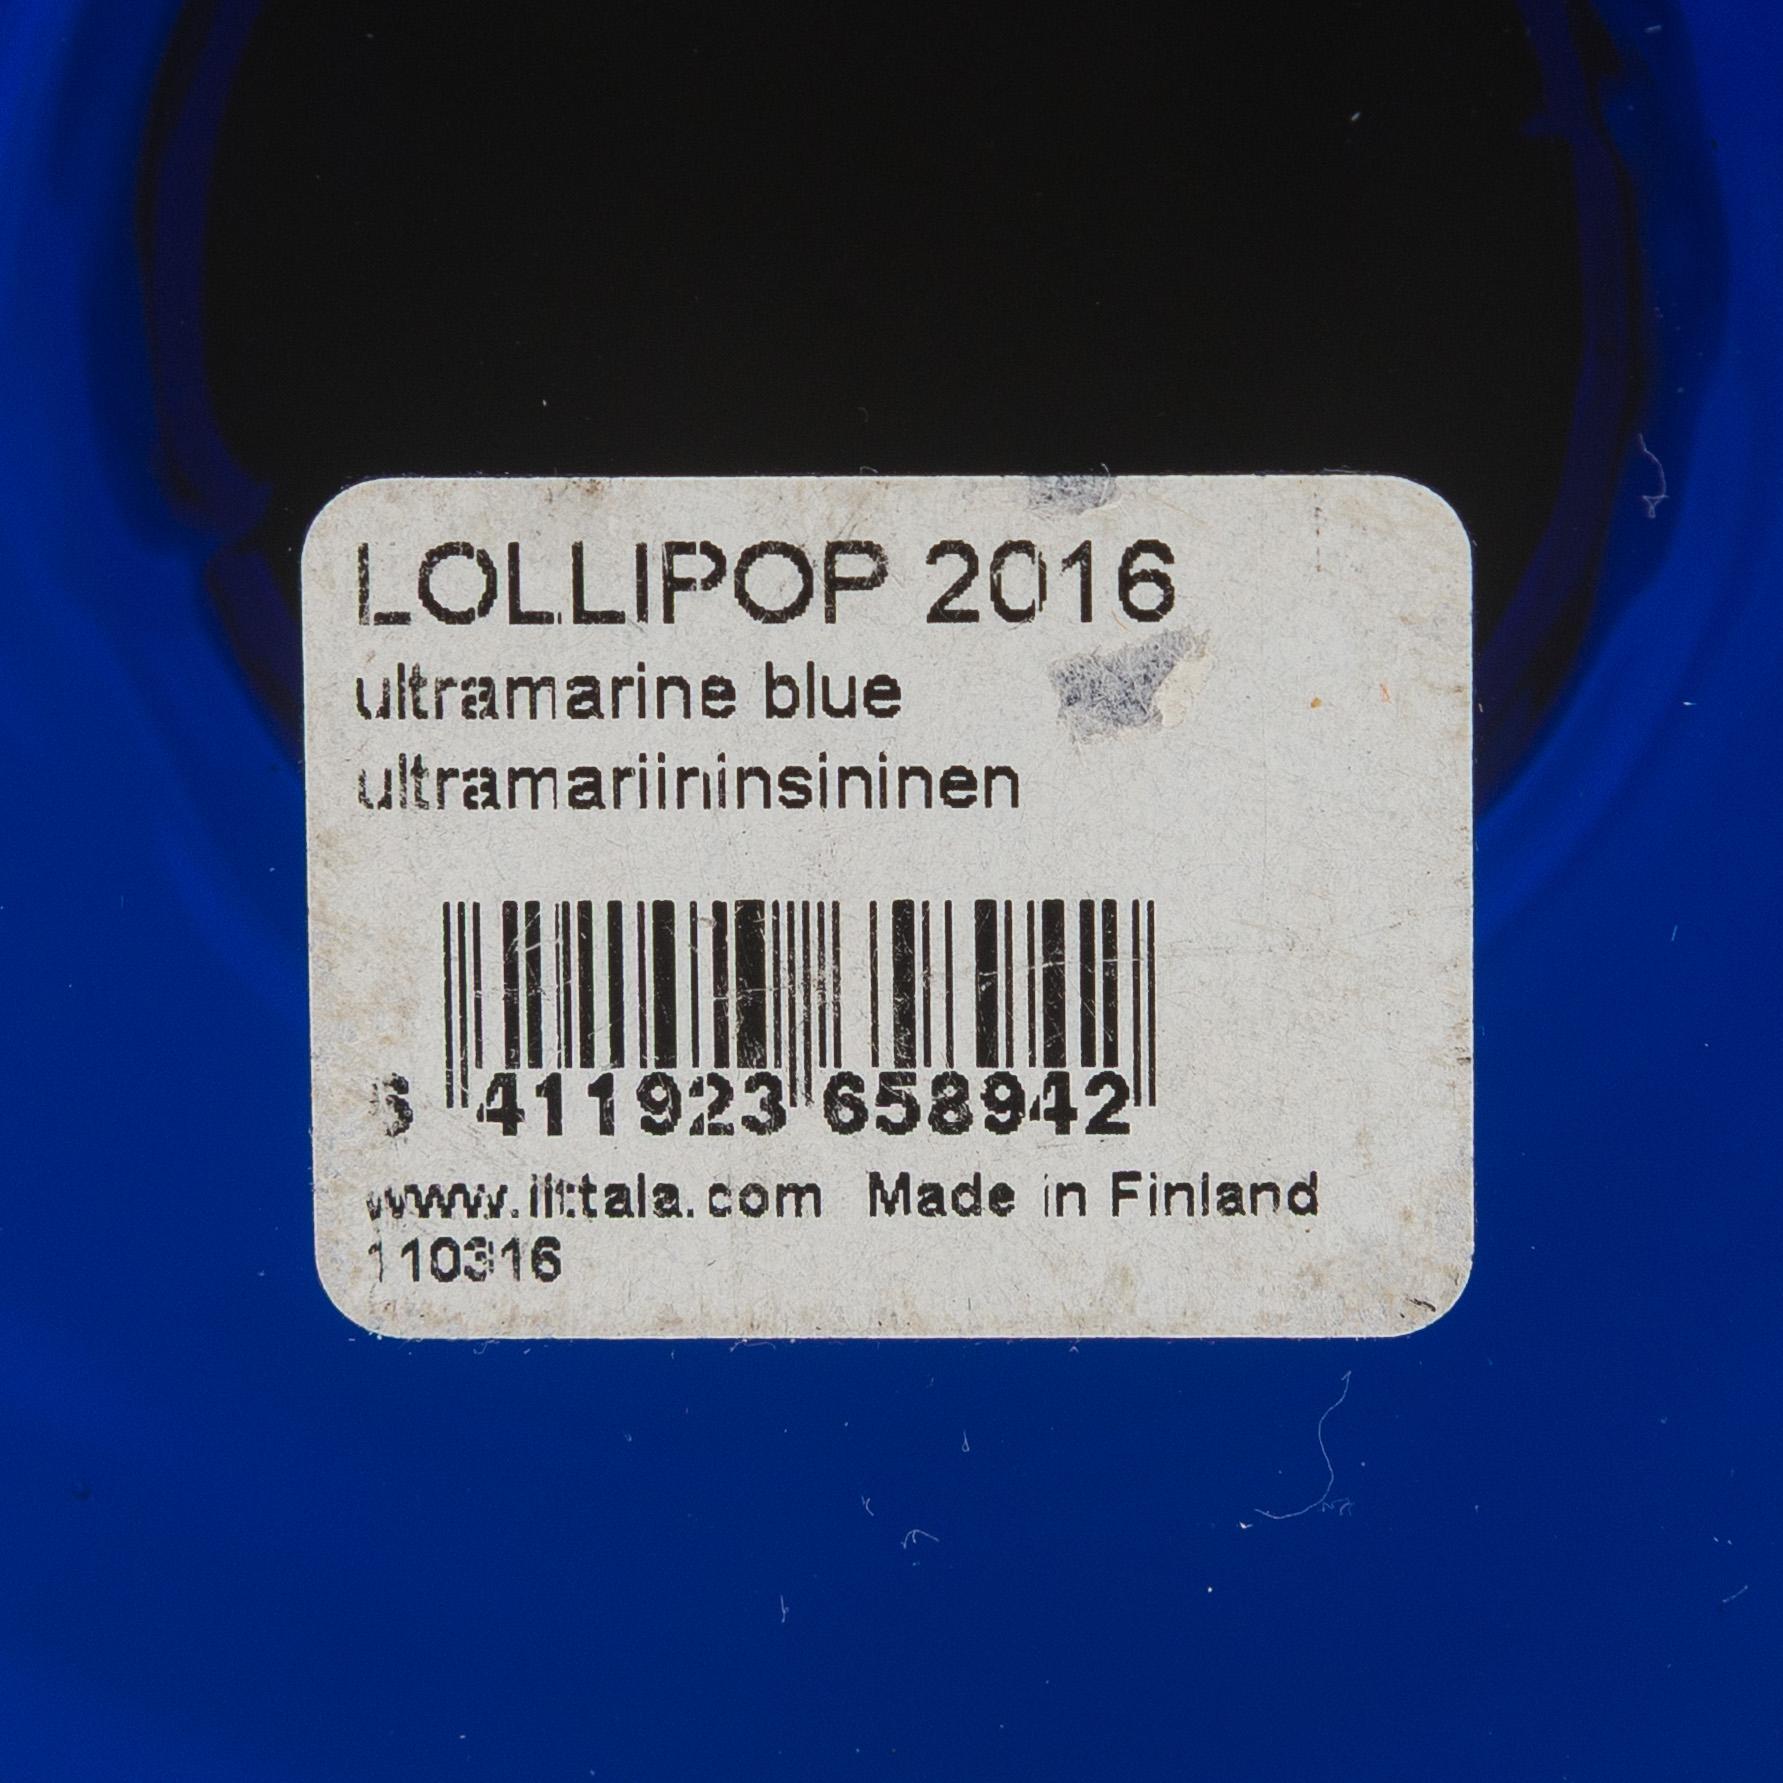 LOLLIPOP 2016
ultramarine blue
ultramariininsininen
6 411923 658942
www.iittala.com Made in Finland
110316